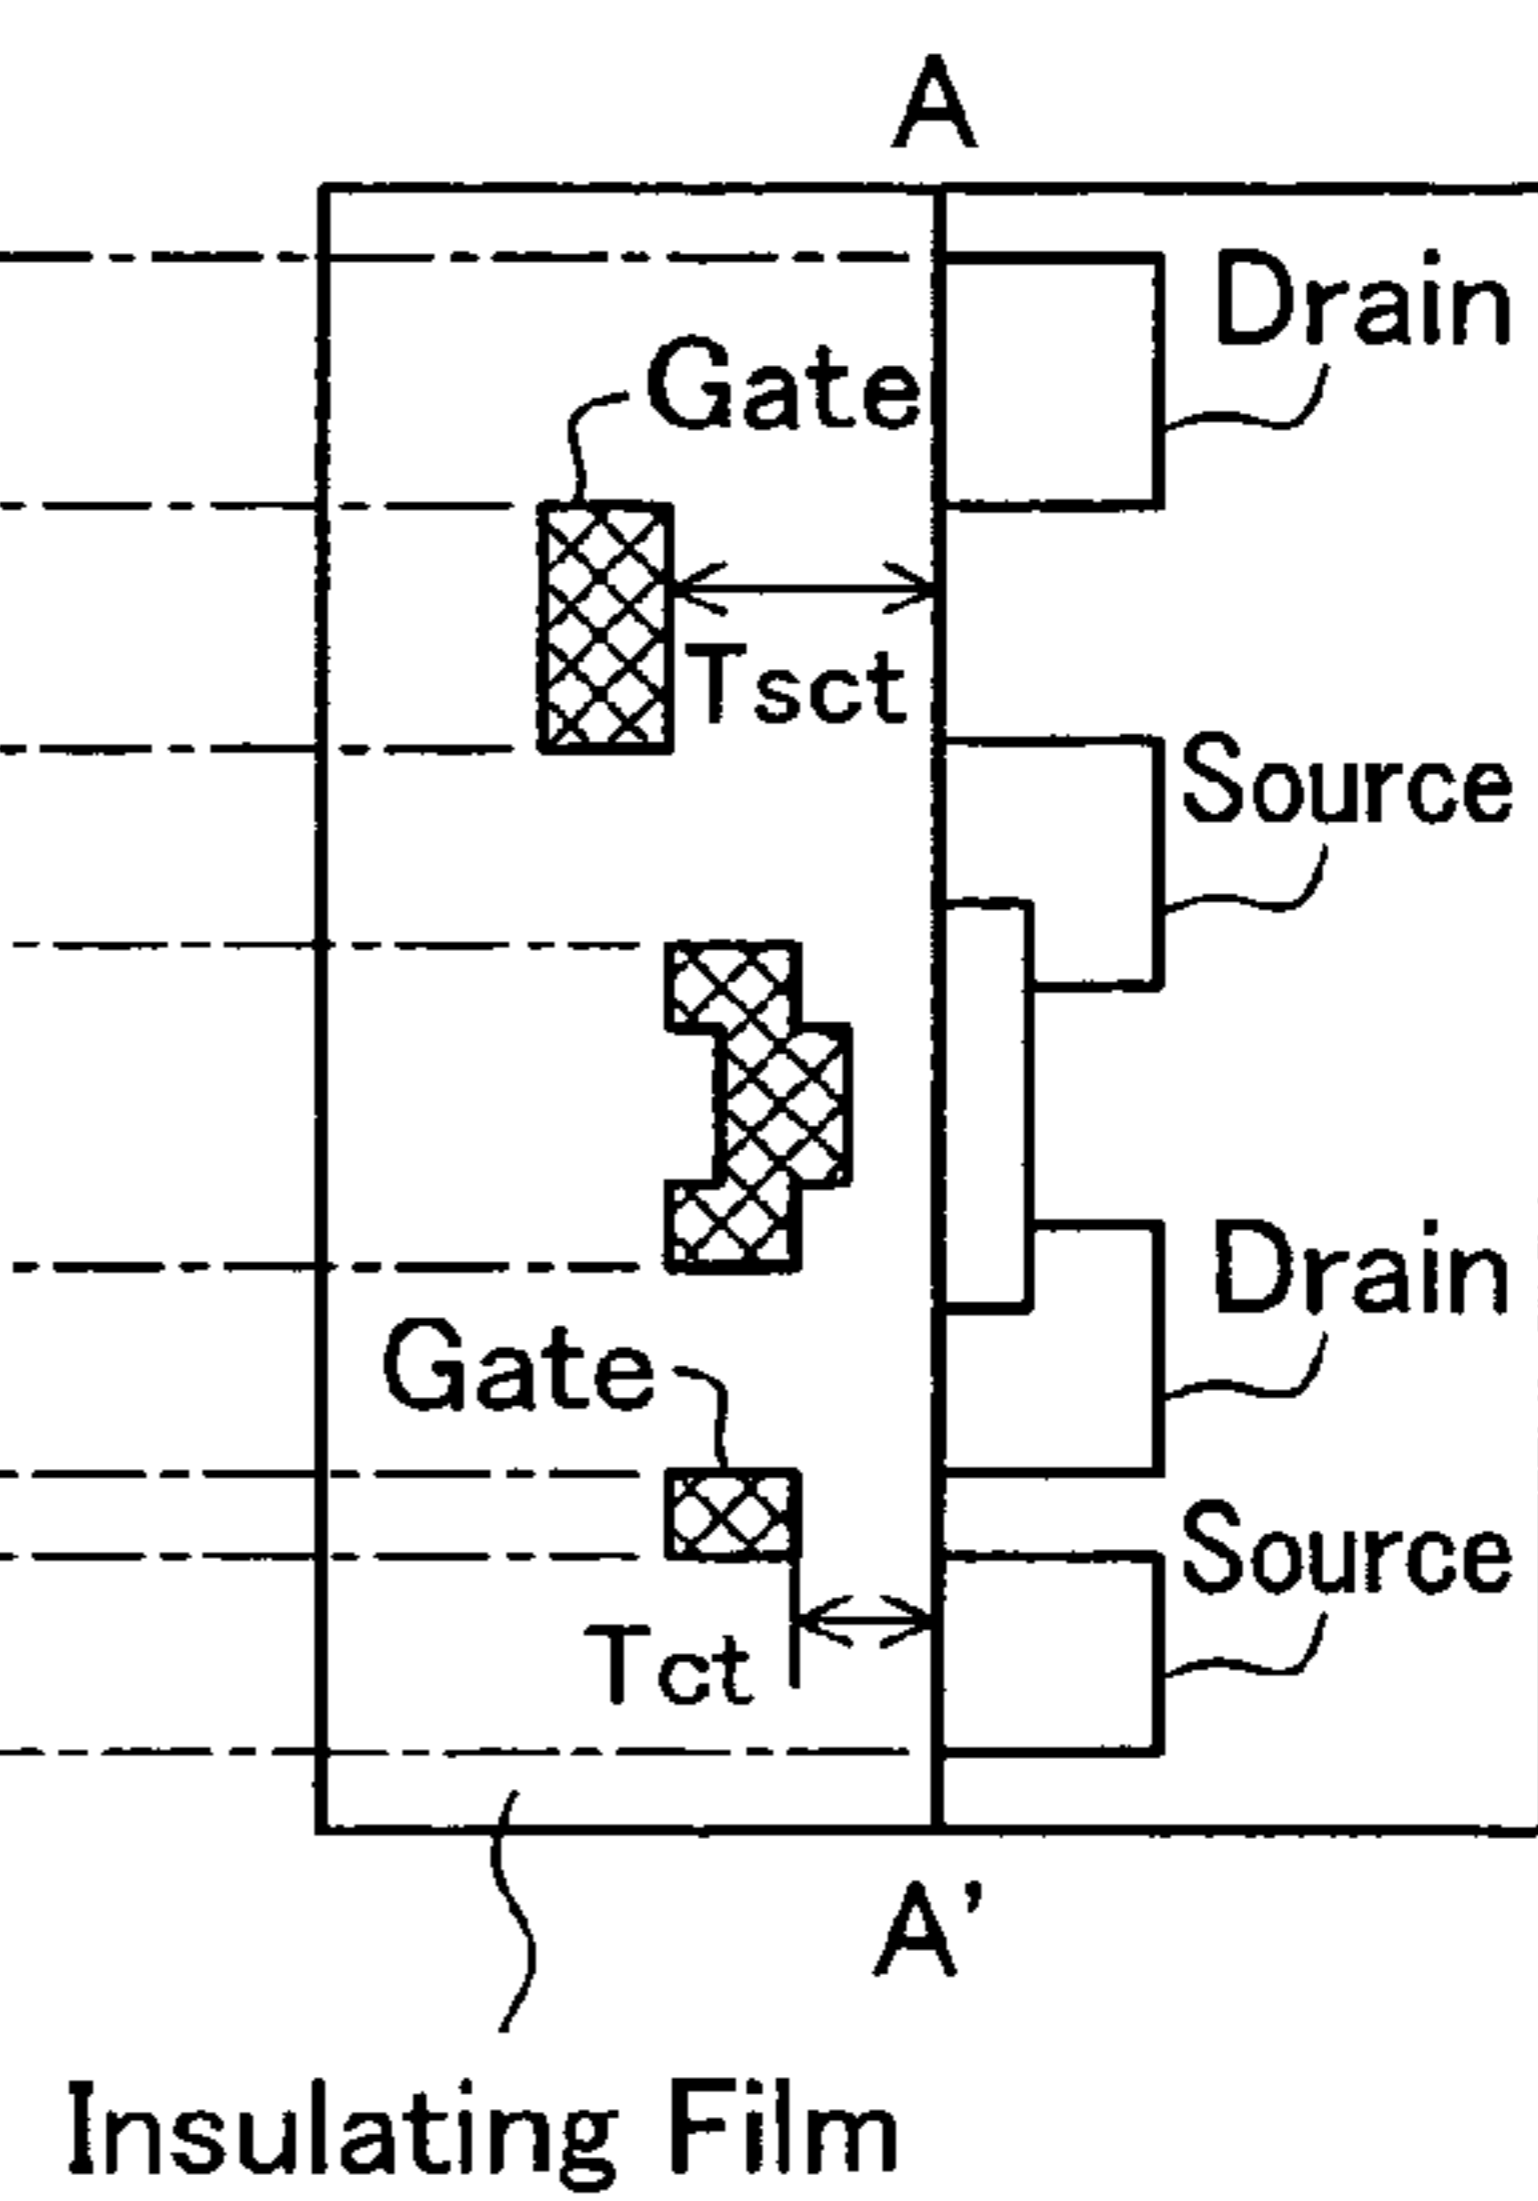 A
Drain
Gate
Tsct
Source
Drain
Gate
Source
Tct
A'
Insulating Film